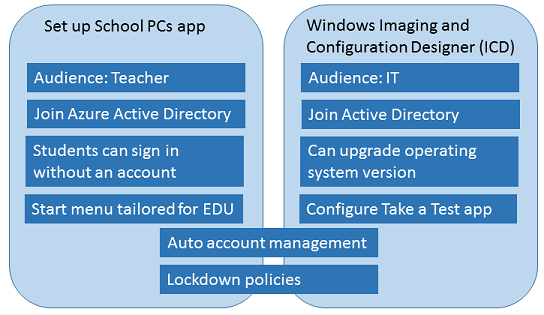 Set up School PCs app
Audience: Teacher
Join Azure Active Directory
Students can sign in
without an account
Start menu tailored for EDU
Windows Imaging and
Configuration Designer (ICD)
Audience: IT
Join Active Directory
Can upgrade operating
system version
Configure Take a Test app
Auto account management
Lockdown policies